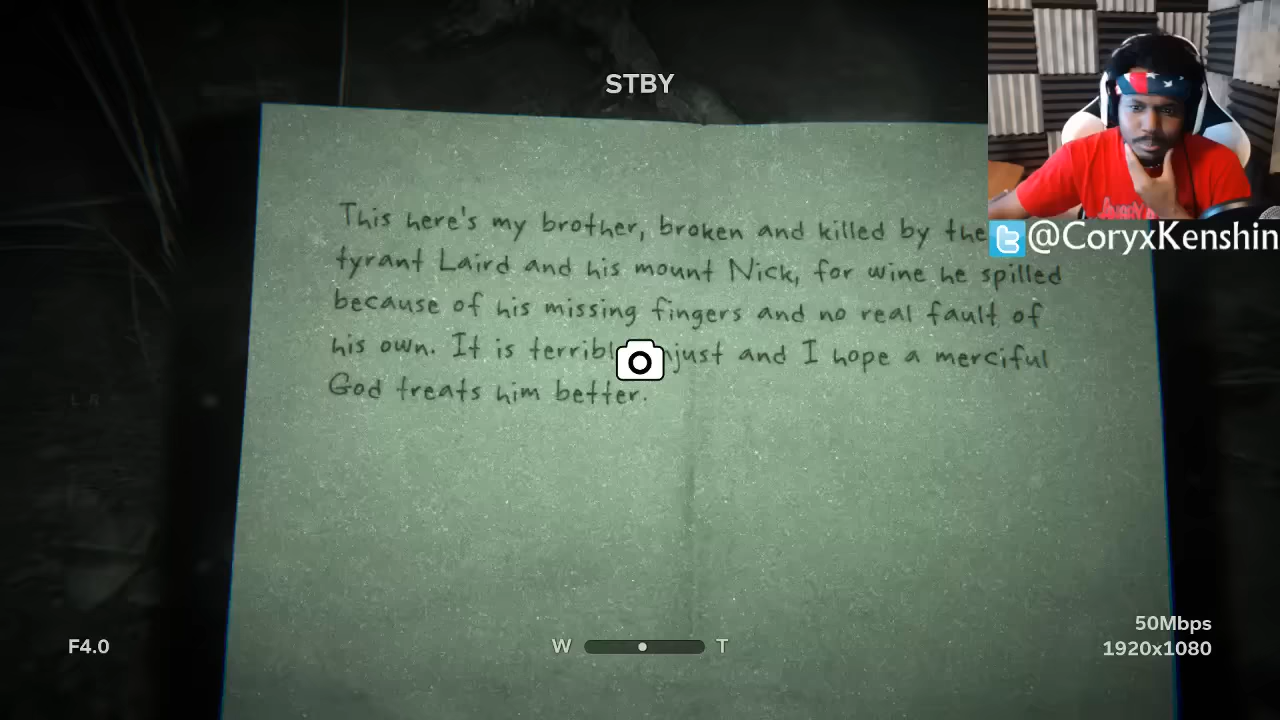 STBY
This here's my brother, broken and killed by the
tyrant Laird and his mount Nick, for wine he spilled
because of his missing fingers and no real fault of
his own. It is and I hope a merciful
God treats him better.
@CoryxKenshin
F4.0
W T
50Mbps
1920x1080